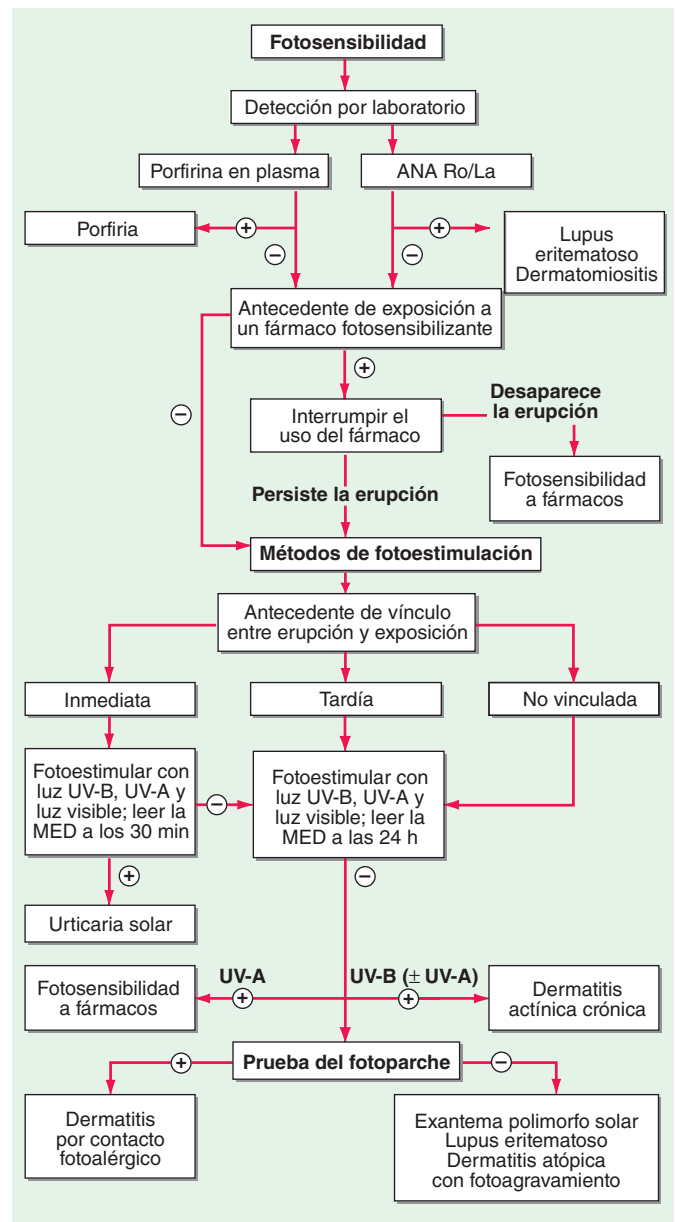 Fotosensibilidad
Detección por laboratorio
Porfirina en plasma
ANA Ro/La
Porfiria
+
−
+
−
Lupus
eritematoso
Dermatomiositis
Antecedente de exposición a
un fármaco fotosensibilizante
+
−
Interrumpir el
uso del fármaco
Desaparece
la erupción
Fotosensibilidad
a fármacos
Persiste la erupción
Métodos de fotoestimulación
Antecedente de vínculo
entre erupción y exposición
Inmediata
Tardía
No vinculada
Fotoestimular con
luz UV-B, UV-A y
luz visible; leer la
MED a los 30 min
−
Fotoestimular con
luz UV-B, UV-A y
luz visible; leer la
MED a las 24 h
+
−
Urticaria solar
UV-A
+
UV-B (± UV-A)
+
Fotosensibilidad
a fármacos
Dermatitis
actínica crónica
Prueba del fotoparche
+
−
Dermatitis
por contacto
fotoalérgico
Exantema polimorfo solar
Lupus eritematoso
Dermatitis atópica
con fotoagravamiento